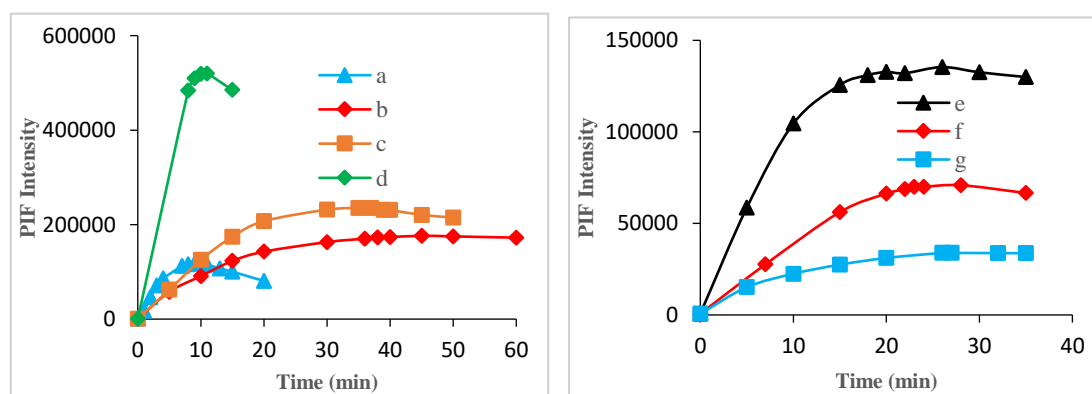 600000
400000
200000
0
PIF Intensity
a
b
c
d
0 10 20 30 40 50 60
Time (min)
150000
100000
50000
0
PIF Intensity
e
f
g
0 10 20 30 40
Time (min)